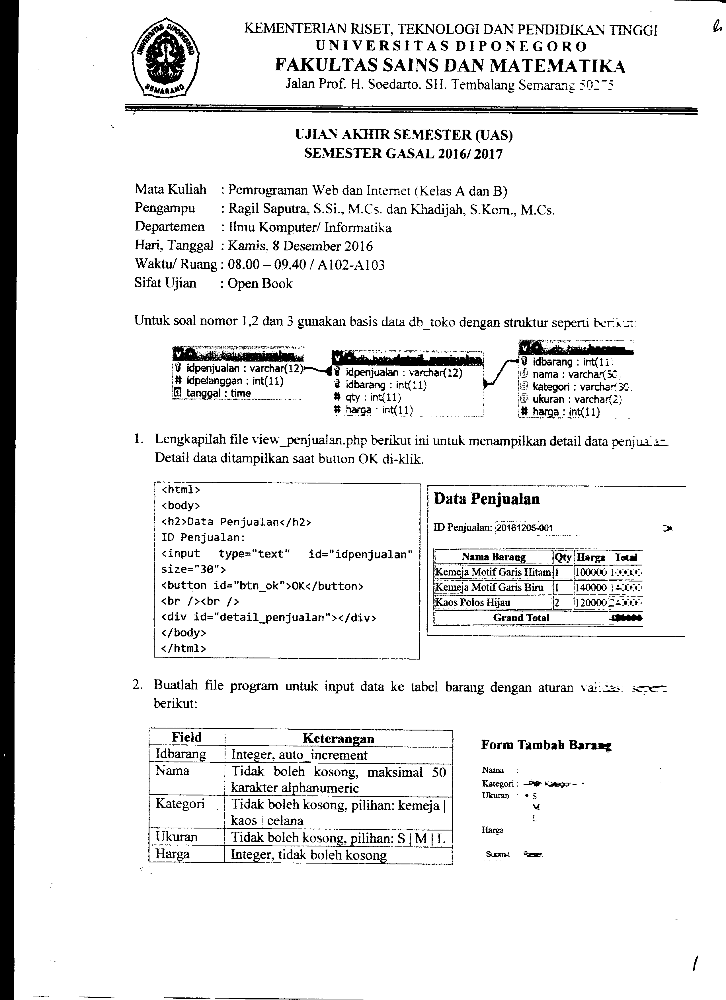 UNIVERSITAS DIPONEGORO
SEMARANG
KEMENTERIAN RISET, TEKNOLOGI DAN PENDIDIKAN TINGGI
UNIVERSITAS DIPONEGORO
FAKULTAS SAINS DAN MATEMATIKA
Jalan Prof. H. Soedarto, SH. Tembalang Semarang 50275
UJIAN AKHIR SEMESTER (UAS)
SEMESTER GASAL 2016/ 2017
Mata Kuliah : Pemrograman Web dan Internet (Kelas A dan B)
Pengampu : Ragil Saputra, S.Si., M.Cs. dan Khadijah, S.Kom., M.Cs.
Departemen : Ilmu Komputer/ Informatika
Hari, Tanggal : Kamis, 8 Desember 2016
Waktu/ Ruang : 08.00 – 09.40 / A102-A103
Sifat Ujian : Open Book
Untuk soal nomor 1,2 dan 3 gunakan basis data db_toko dengan struktur seperti berikut:
db_baju penjualan
idpenjualan : varchar(12)
# idpelanggan : int(11)
tanggal : time
db_baju detail_penjualan
idpenjualan : varchar(12)
idbarang : int(11)
# qty : int(11)
# harga : int(11)
db_baju barang
idbarang : int(11)
nama : varchar(50)
kategori : varchar(30)
ukuran : varchar(2)
# harga : int(11)
1. Lengkapilah file view_penjualan.php berikut ini untuk menampilkan detail data penjualan
Detail data ditampilkan saat button OK di-klik.
<html>
<body>
<h2>Data Penjualan</h2>
ID Penjualan:
<input type="text" id="idpenjualan"
size="30">
<button id="btn_ok">OK</button>
<br /><br />
<div id="detail_penjualan"></div>
</body>
</html>
Data Penjualan
ID Penjualan: 20161205-001
Nama Barang Qty Harga Total
Kemeja Motif Garis Hitam 1 100000 100000
Kemeja Motif Garis Biru 1 140000 140000
Kaos Polos Hijau 2 120000 240000
Grand Total 480000
2. Buatlah file program untuk input data ke tabel barang dengan aturan validasi seperti
berikut:
Field Keterangan
Idbarang Integer, auto_increment
Nama Tidak boleh kosong, maksimal 50
karakter alphanumeric
Kategori Tidak boleh kosong, pilihan: kemeja |
kaos | celana
Ukuran Tidak boleh kosong, pilihan: S | M | L
Harga Integer, tidak boleh kosong
Form Tambah Barang
Nama :
Kategori : --Pilih Kategori--
Ukuran : S
M
L
Harga
Submit Reset
1